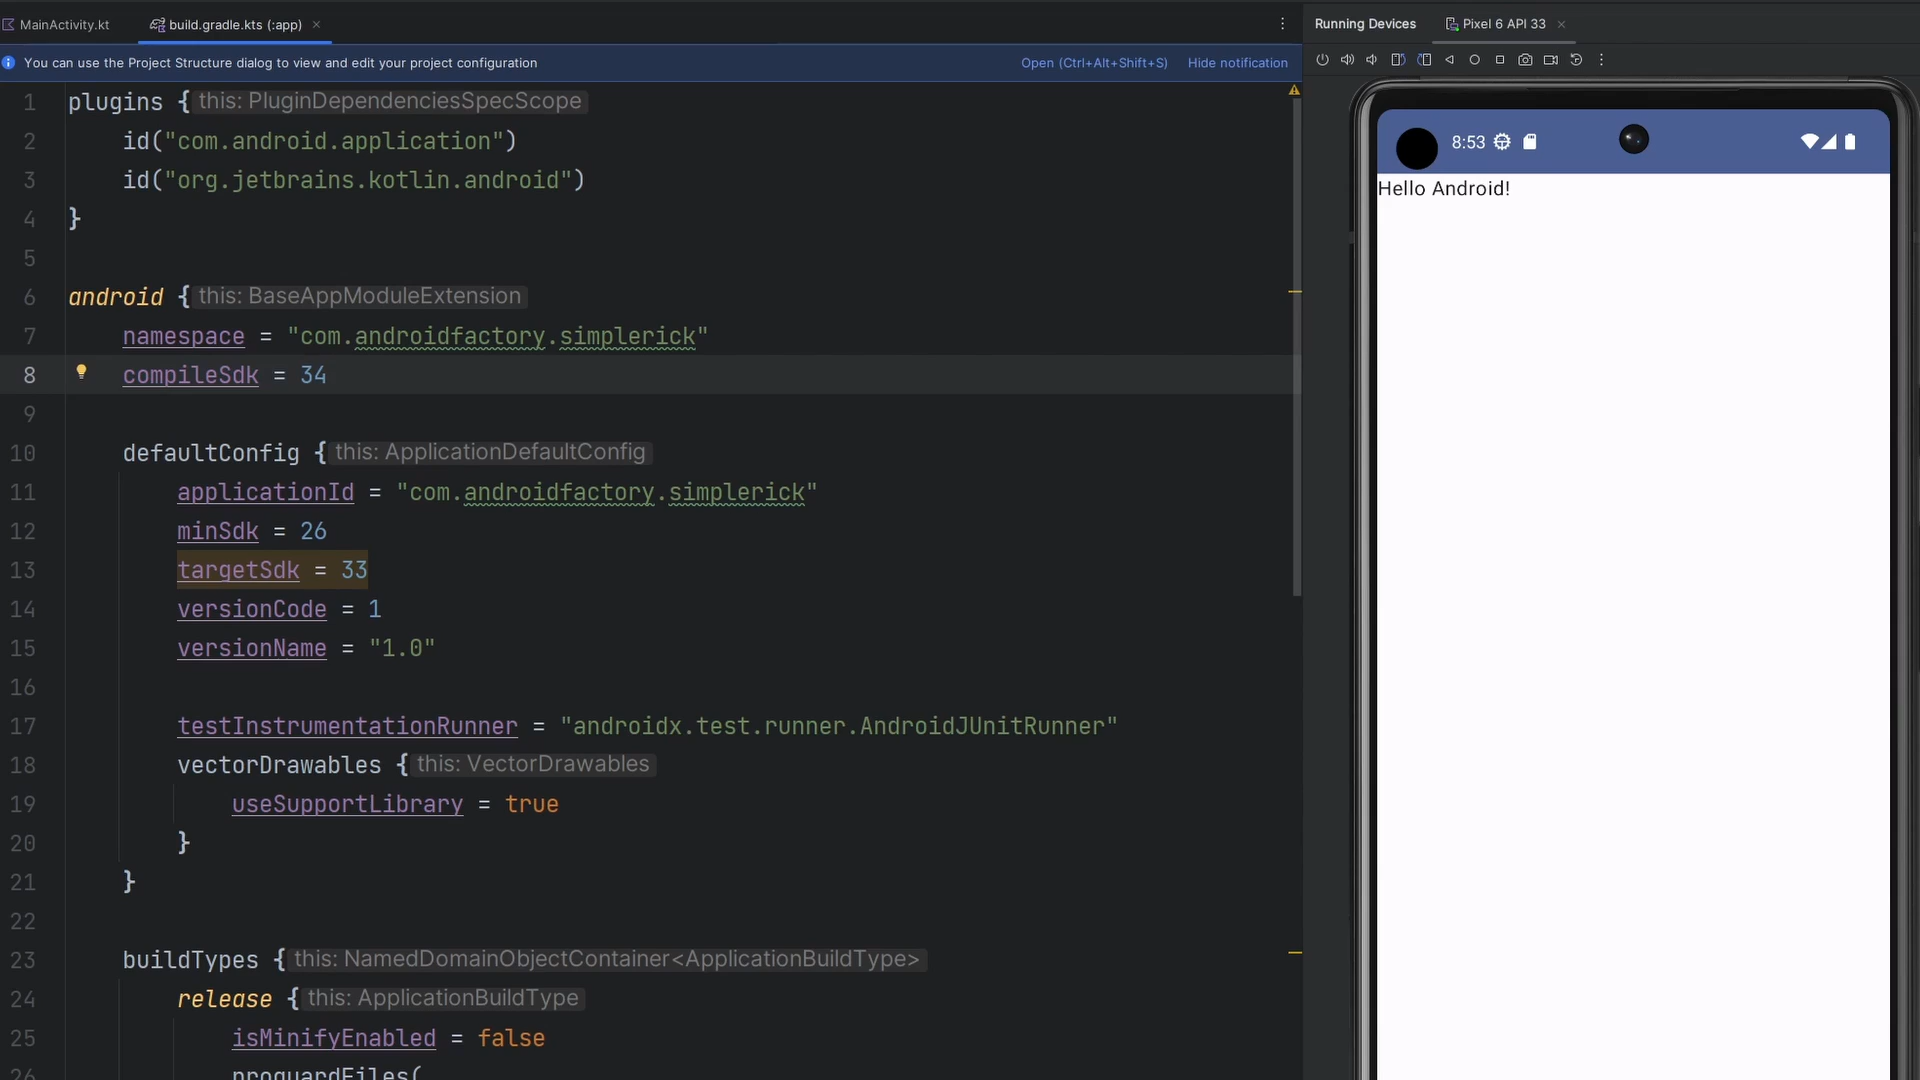 MainActivity.kt
build.gradle.kts (:app)
Running Devices
Pixel 6 API 33
You can use the Project Structure dialog to view and edit your project configuration
Open (Ctrl+Alt+Shift+S)
Hide notification
1 plugins { this: PluginDependenciesSpecScope
2 id("com.android.application")
3 id("org.jetbrains.kotlin.android")
4 }
5
6 android { this: BaseAppModuleExtension
7 namespace = "com.androidfactory.simplerick"
8 compileSdk = 34
9
10 defaultConfig { this: ApplicationDefaultConfig
11 applicationId = "com.androidfactory.simplerick"
12 minSdk = 26
13 targetSdk = 33
14 versionCode = 1
15 versionName = "1.0"
16
17 testInstrumentationRunner = "androidx.test.runner.AndroidJUnitRunner"
18 vectorDrawables { this: VectorDrawables
19 useSupportLibrary = true
20 }
21 }
22
23 buildTypes { this: NamedDomainObjectContainer<ApplicationBuildType>
24 release { this: ApplicationBuildType
25 isMinifyEnabled = false
26 proguardFiles(
8:53
Hello Android!